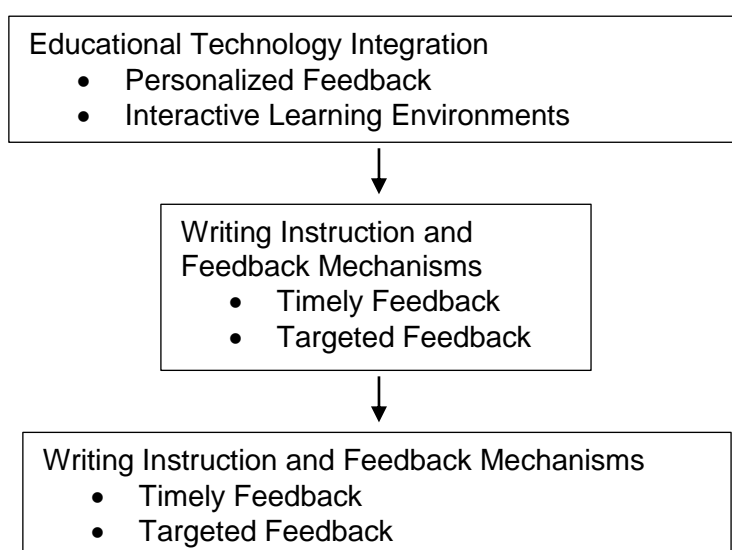 Educational Technology Integration
• Personalized Feedback
• Interactive Learning Environments
Writing Instruction and
Feedback Mechanisms
• Timely Feedback
• Targeted Feedback
Writing Instruction and Feedback Mechanisms
• Timely Feedback
• Targeted Feedback